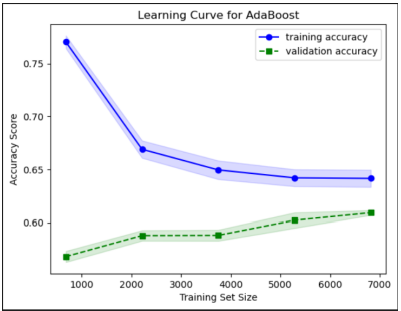 Learning Curve for AdaBoost
training accuracy
validation accuracy
Accuracy Score
0.75
0.70
0.65
0.60
1000 2000 3000 4000 5000 6000 7000
Training Set Size